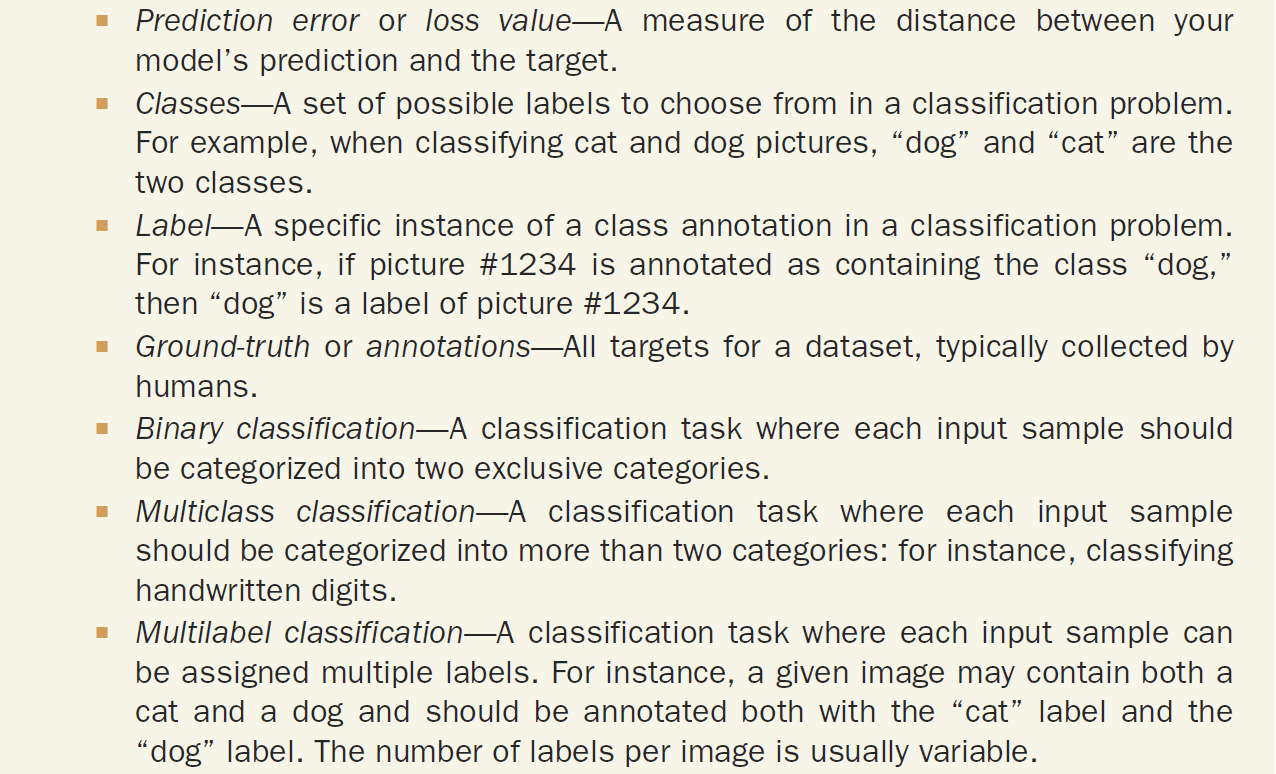 ▪ Prediction error or loss value—A measure of the distance between your
model’s prediction and the target.
▪ Classes—A set of possible labels to choose from in a classification problem.
For example, when classifying cat and dog pictures, “dog” and “cat” are the
two classes.
▪ Label—A specific instance of a class annotation in a classification problem.
For instance, if picture #1234 is annotated as containing the class “dog,”
then “dog” is a label of picture #1234.
▪ Ground-truth or annotations—All targets for a dataset, typically collected by
humans.
▪ Binary classification—A classification task where each input sample should
be categorized into two exclusive categories.
▪ Multiclass classification—A classification task where each input sample
should be categorized into more than two categories: for instance, classifying
handwritten digits.
▪ Multilabel classification—A classification task where each input sample can
be assigned multiple labels. For instance, a given image may contain both a
cat and a dog and should be annotated both with the “cat” label and the
“dog” label. The number of labels per image is usually variable.